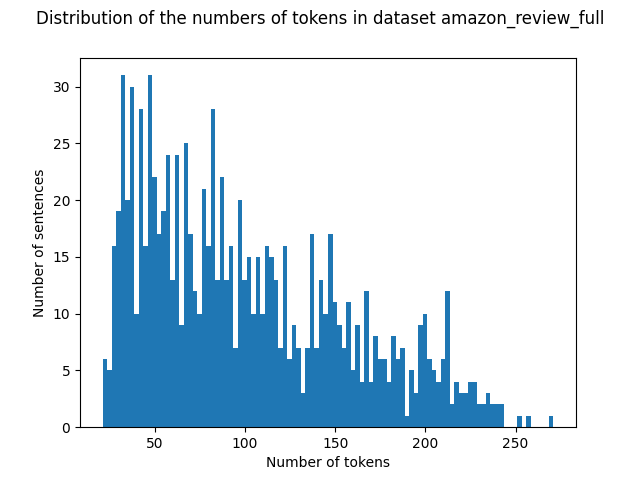 Distribution of the numbers of tokens in dataset amazon_review_full
30
25
20
15
10
5
0
Number of sentences
50 100 150 200 250
Number of tokens